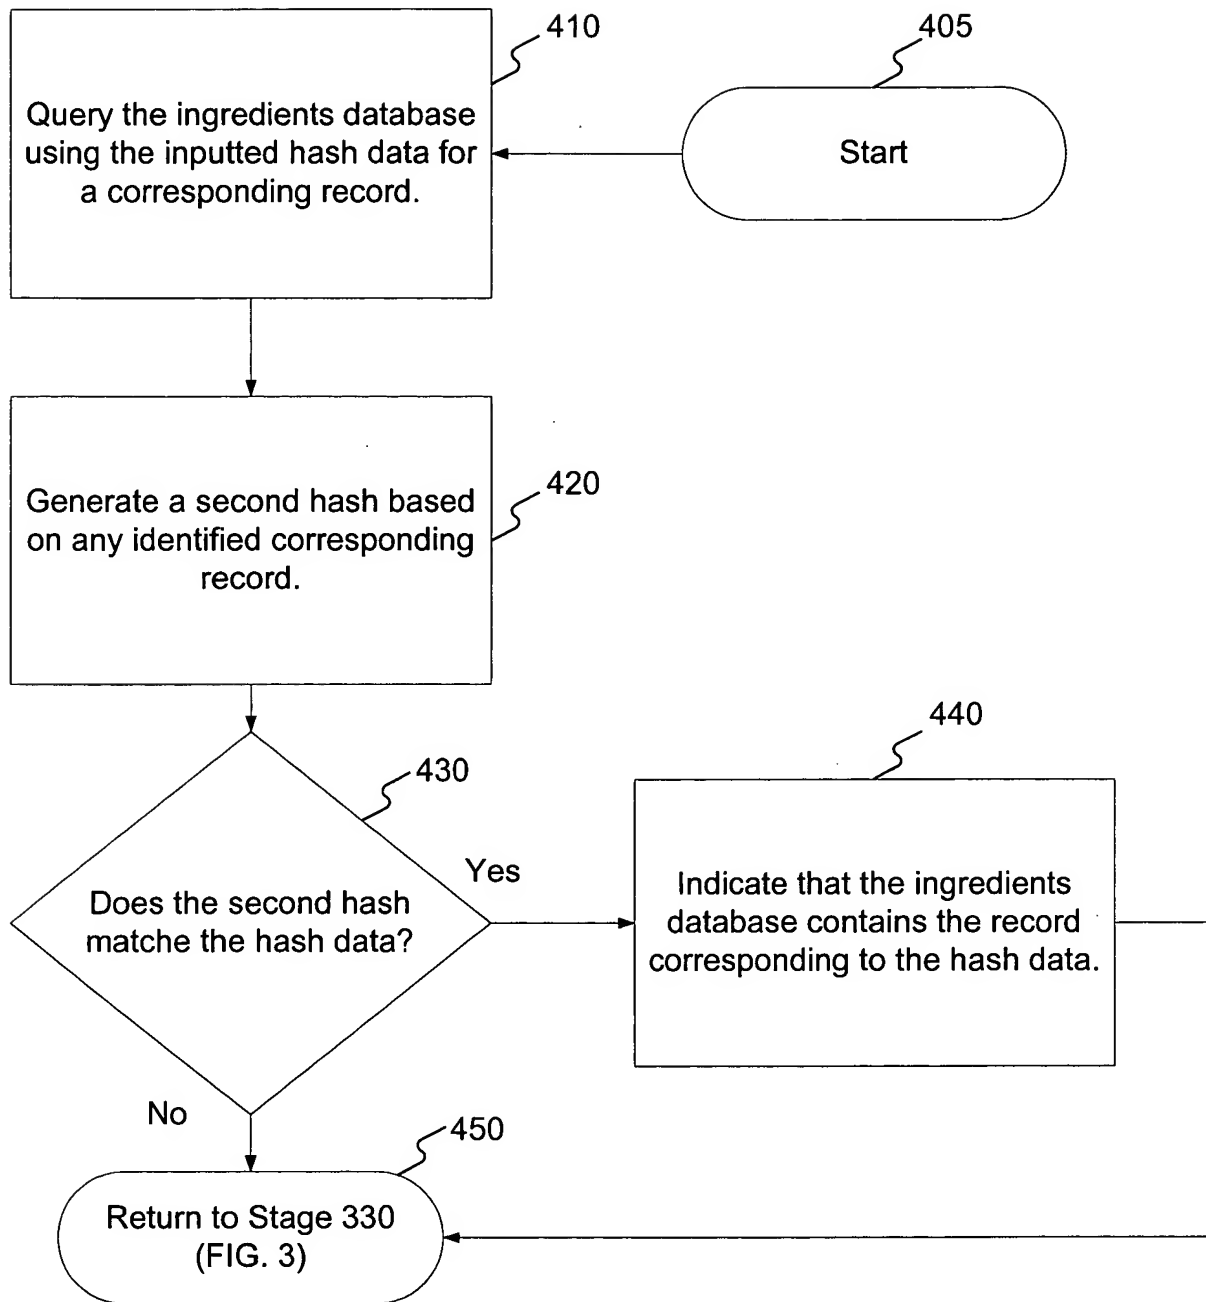 410
405
Query the ingredients database
using the inputted hash data for
a corresponding record.
Start
420
Generate a second hash based
on any identified corresponding
record.
430
440
Yes
Does the second hash
matche the hash data?
Indicate that the ingredients
database contains the record
corresponding to the hash data.
No
450
Return to Stage 330
(FIG. 3)